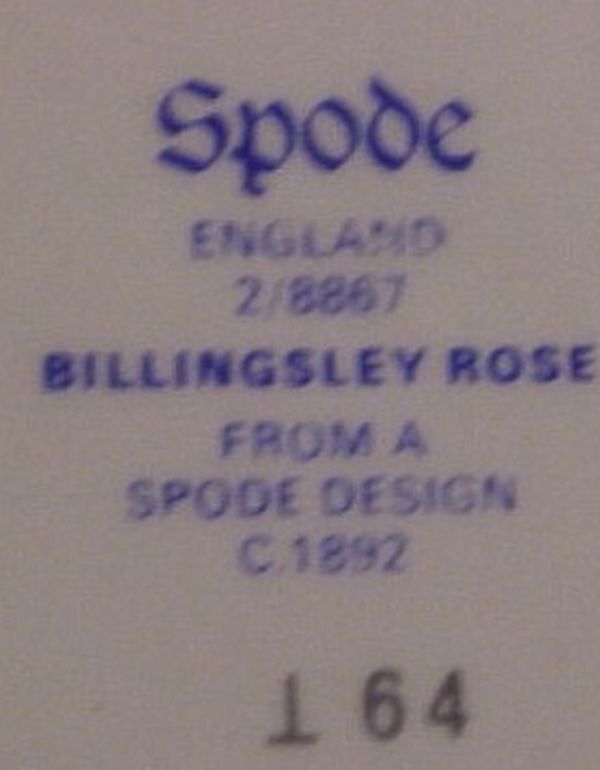 Spode
ENGLAND
2/8867
BILLINGSLEY ROSE
FROM A
SPODE DESIGN
C.1892
64